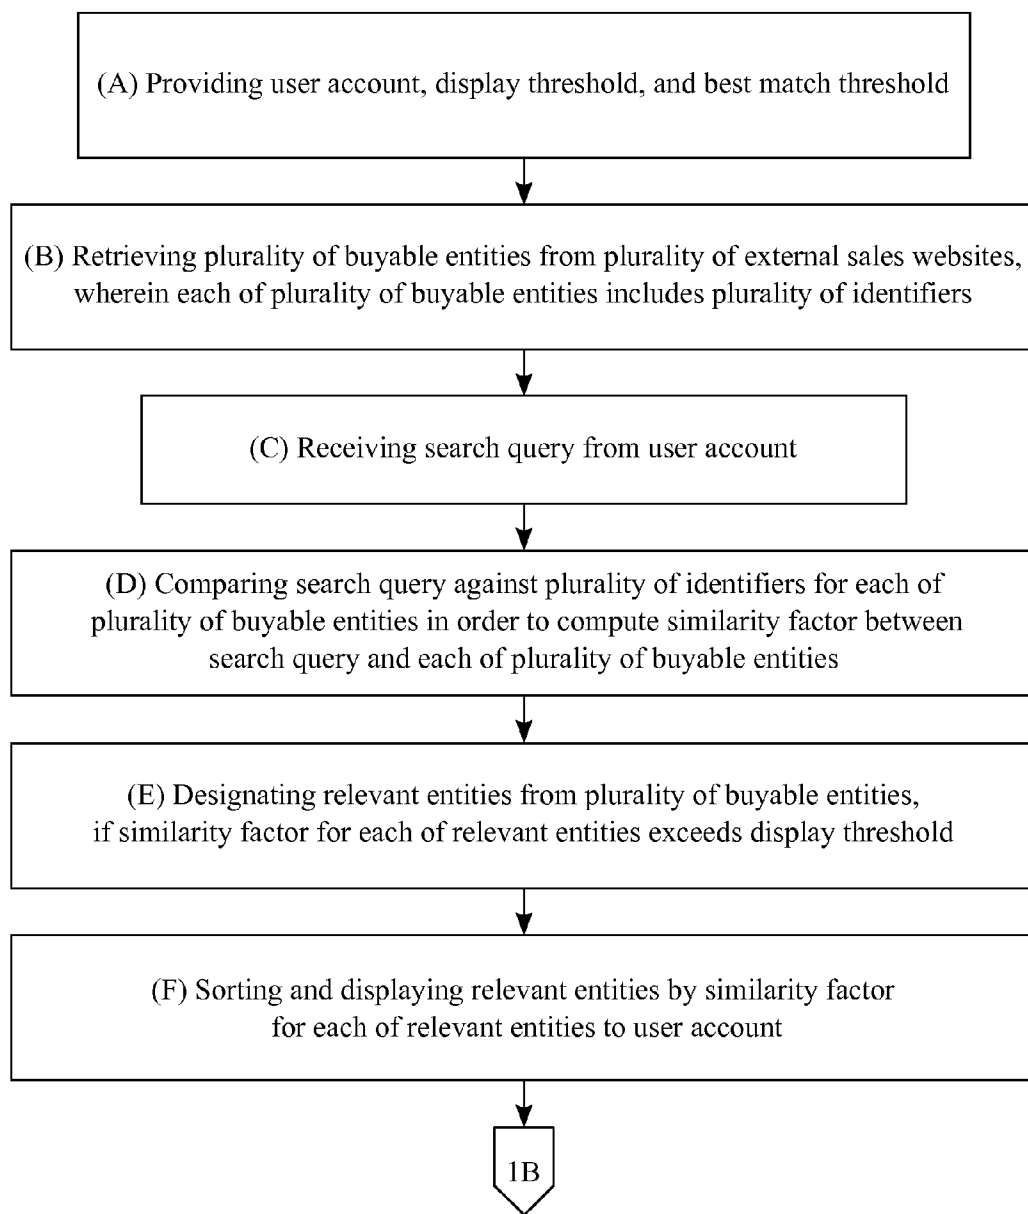 (A) Providing user account, display threshold, and best match threshold
(B) Retrieving plurality of buyable entities from plurality of external sales websites,
wherein each of plurality of buyable entities includes plurality of identifiers
(C) Receiving search query from user account
(D) Comparing search query against plurality of identifiers for each of
plurality of buyable entities in order to compute similarity factor between
search query and each of plurality of buyable entities
(E) Designating relevant entities from plurality of buyable entities,
if similarity factor for each of relevant entities exceeds display threshold
(F) Sorting and displaying relevant entities by similarity factor
for each of relevant entities to user account
1B